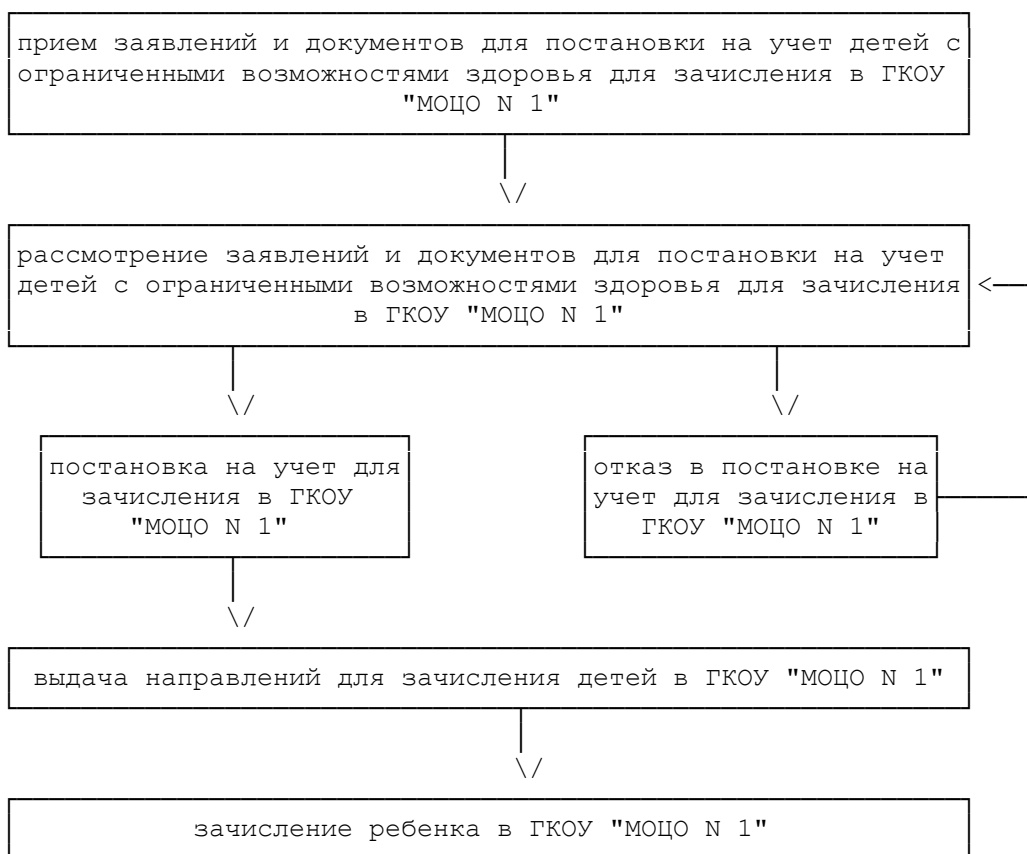 прием заявлений и документов для постановки на учет детей с
ограниченными возможностями здоровья для зачисления в ГКОУ
"МОЦО N 1"
рассмотрение заявлений и документов для постановки на учет
детей с ограниченными возможностями здоровья для зачисления
в ГКОУ "МОЦО N 1"
постановка на учет для
зачисления в ГКОУ
"МОЦО N 1"
отказ в постановке на
учет для зачисления в
ГКОУ "МОЦО N 1"
выдача направлений для зачисления детей в ГКОУ "МОЦО N 1"
зачисление ребенка в ГКОУ "МОЦО N 1"